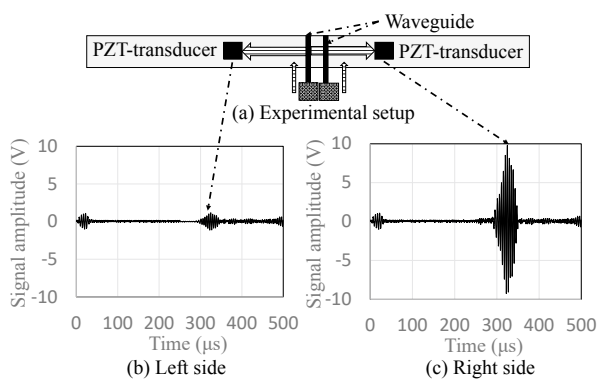 Waveguide
PZT-transducer
PZT-transducer
(a) Experimental setup
Signal amplitude (V)
10
5
0
-5
-10
0 100 200 300 400 500
Time (μs)
(b) Left side
Signal amplitude (V)
10
5
0
-5
-10
0 100 200 300 400 500
Time (μs)
(c) Right side